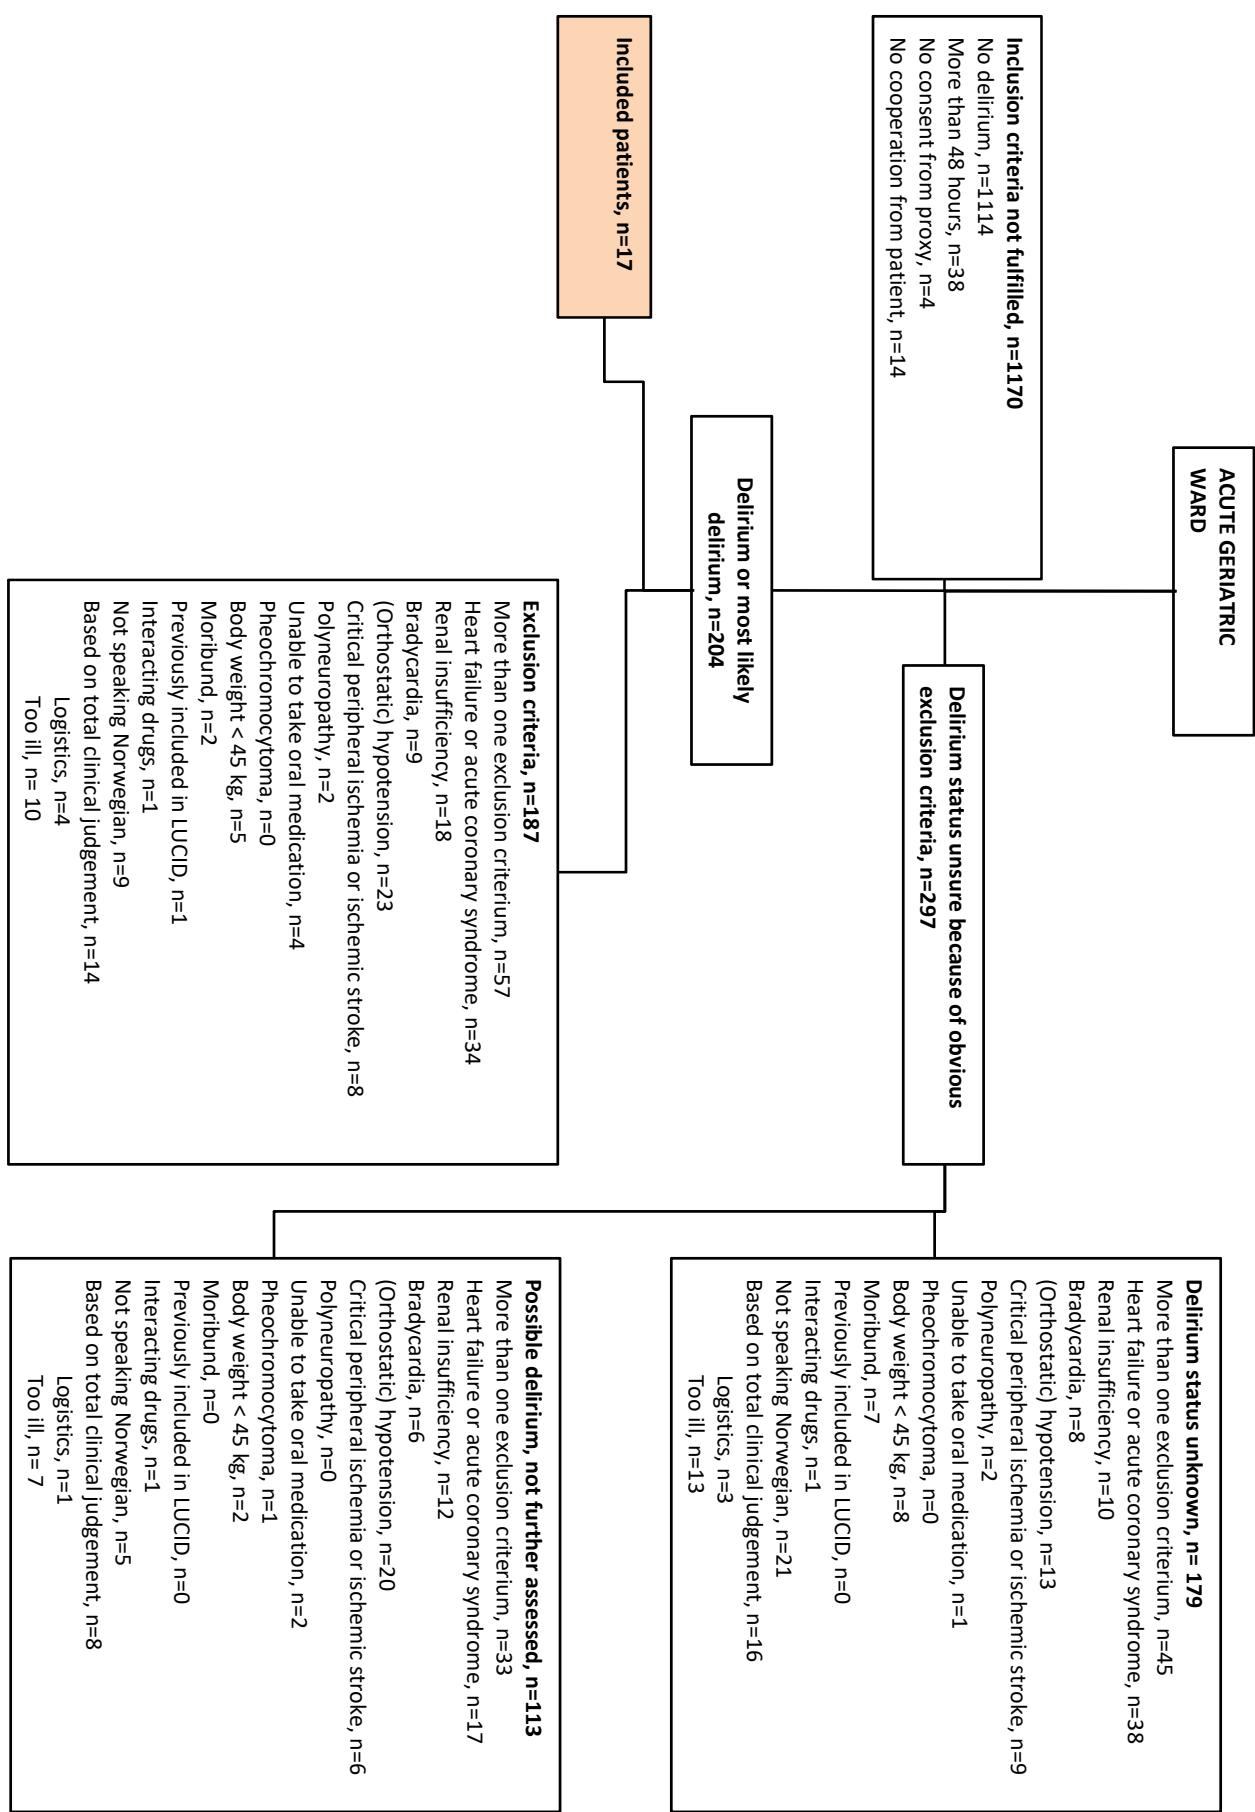 ACUTE GERIATRIC
WARD
Inclusion criteria not fulfilled, n=1170
No delirium, n=1114
More than 48 hours, n=38
No consent from proxy, n=4
No cooperation from patient, n=14
Delirium status unsure because of obvious
exclusion criteria, n=297
Delirium status unknown, n= 179
More than one exclusion criterium, n=45
Heart failure or acute coronary syndrome, n=38
Renal insufficiency, n=10
Bradycardia, n=8
(Orthostatic) hypotension, n=13
Critical peripheral ischemia or ischemic stroke, n=9
Polyneuropathy, n=2
Unable to take oral medication, n=1
Pheochromocytoma, n=0
Body weight < 45 kg, n=8
Moribund, n=7
Previously included in LUCID, n=0
Interacting drugs, n=1
Not speaking Norwegian, n=21
Based on total clinical judgement, n=16
Logistics, n=3
Too ill, n=13
Delirium or most likely
delirium, n=204
Included patients, n=17
Exclusion criteria, n=187
More than one exclusion criterium, n=57
Heart failure or acute coronary syndrome, n=34
Renal insufficiency, n=18
Bradycardia, n=9
(Orthostatic) hypotension, n=23
Critical peripheral ischemia or ischemic stroke, n=8
Polyneuropathy, n=2
Unable to take oral medication, n=4
Pheochromocytoma, n=0
Body weight < 45 kg, n=5
Moribund, n=2
Previously included in LUCID, n=1
Interacting drugs, n=1
Not speaking Norwegian, n=9
Based on total clinical judgement, n=14
Logistics, n=4
Too ill, n= 10
Possible delirium, not further assessed, n=113
More than one exclusion criterium, n=33
Heart failure or acute coronary syndrome, n=17
Renal insufficiency, n=12
Bradycardia, n=6
(Orthostatic) hypotension, n=20
Critical peripheral ischemia or ischemic stroke, n=6
Polyneuropathy, n=0
Unable to take oral medication, n=2
Pheochromocytoma, n=1
Body weight < 45 kg, n=2
Moribund, n=0
Previously included in LUCID, n=0
Interacting drugs, n=1
Not speaking Norwegian, n=5
Based on total clinical judgement, n=8
Logistics, n=1
Too ill, n= 7